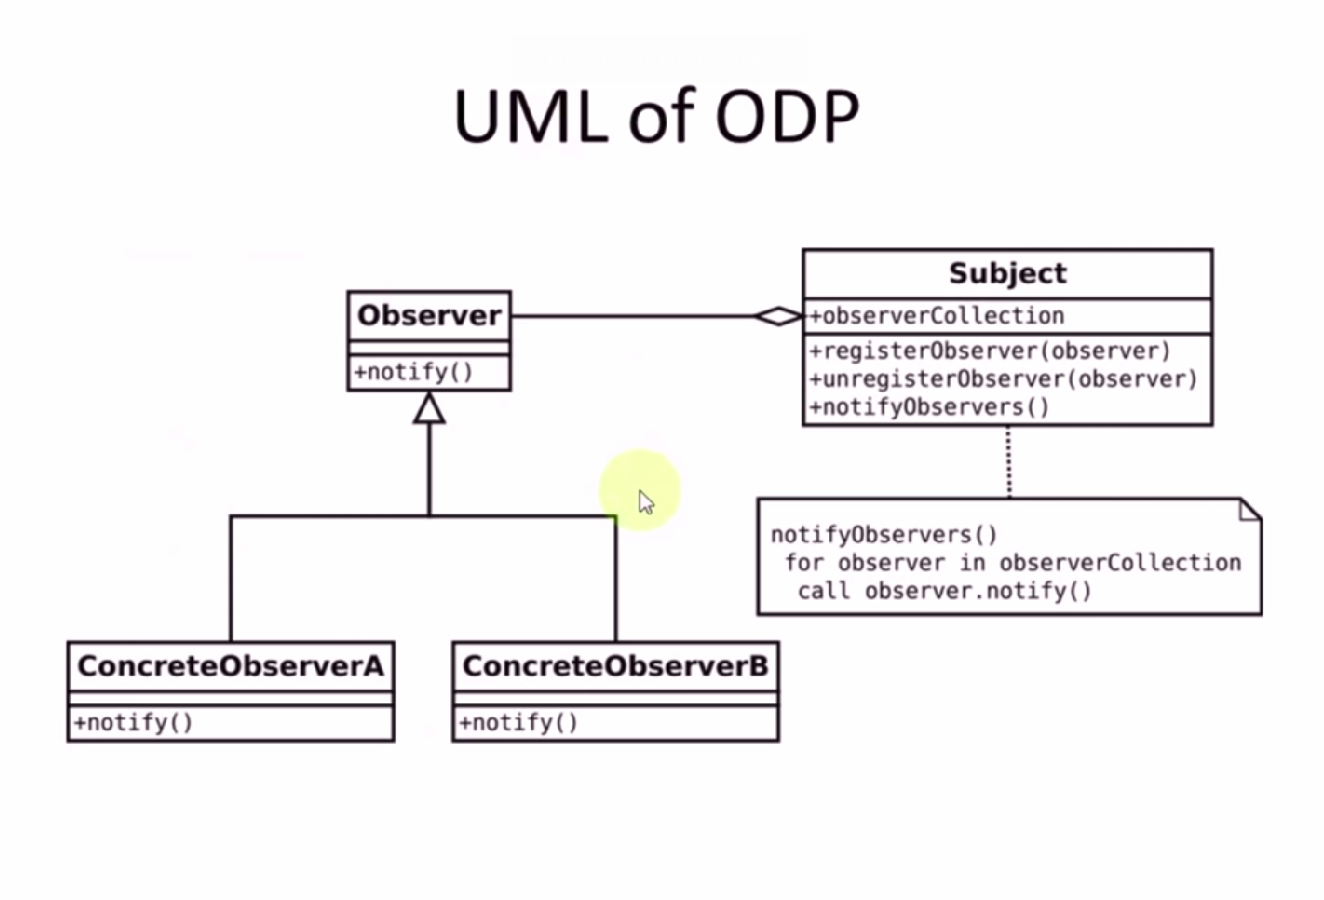 UML of ODP
Observer
+notify()
Subject
+observerCollection
+registerObserver(observer)
+unregisterObserver(observer)
+notifyObservers()
notifyObservers()
for observer in observerCollection
call observer.notify()
ConcreteObserverA
+notify()
ConcreteObserverB
+notify()